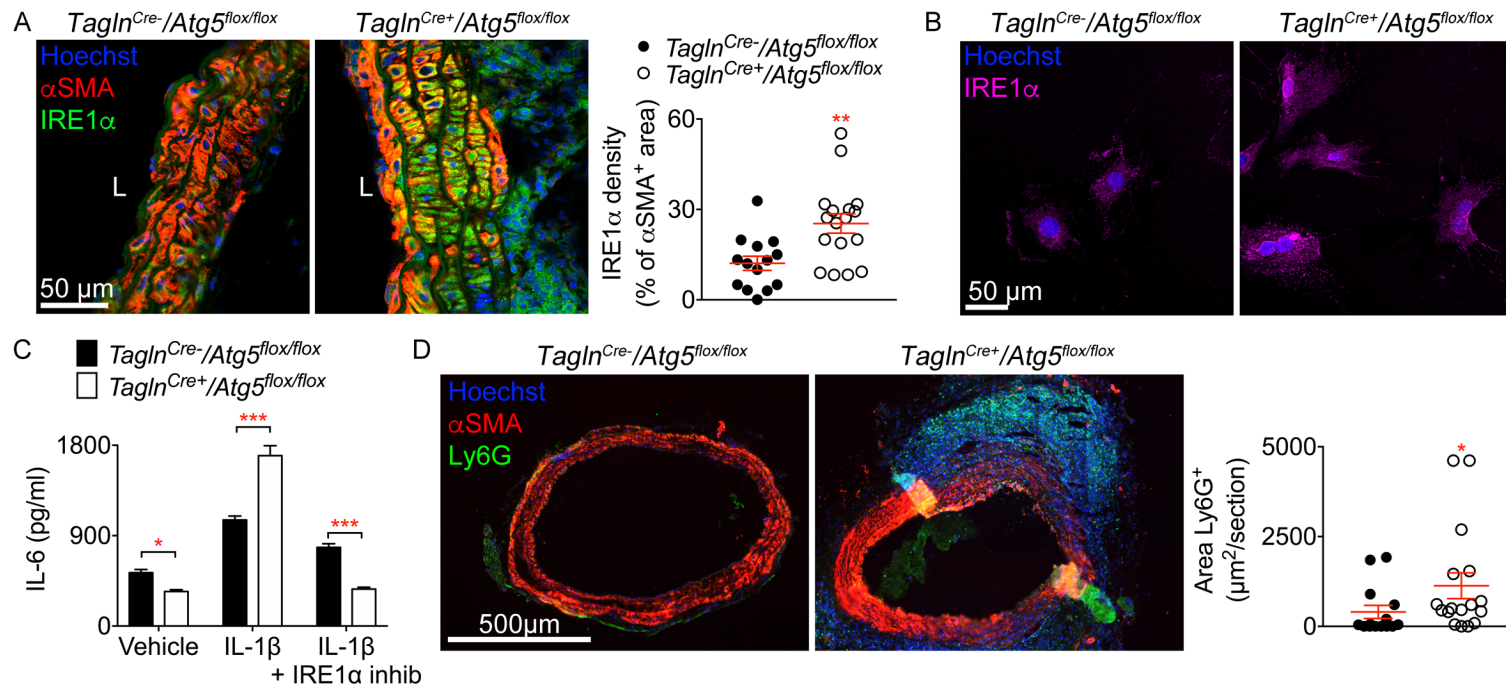 A
Tagln^Cre-/Atg5^flox/flox
Tagln^Cre+/Atg5^flox/flox
Hoechst
αSMA
IRE1α
L
50 µm
L
● Tagln^Cre-/Atg5^flox/flox
○ Tagln^Cre+/Atg5^flox/flox
IRE1α density
(% of αSMA⁺ area)
60
30
0
**
B
Tagln^Cre-/Atg5^flox/flox
Tagln^Cre+/Atg5^flox/flox
Hoechst
IRE1α
50 µm
C
Tagln^Cre-/Atg5^flox/flox
Tagln^Cre+/Atg5^flox/flox
IL-6 (pg/ml)
1800
900
0
*
***
***
Vehicle
IL-1β
IL-1β
+ IRE1α inhib
D
Tagln^Cre-/Atg5^flox/flox
Tagln^Cre+/Atg5^flox/flox
Hoechst
αSMA
Ly6G
500µm
Area Ly6G⁺
(µm²/section)
5000
2500
0
*